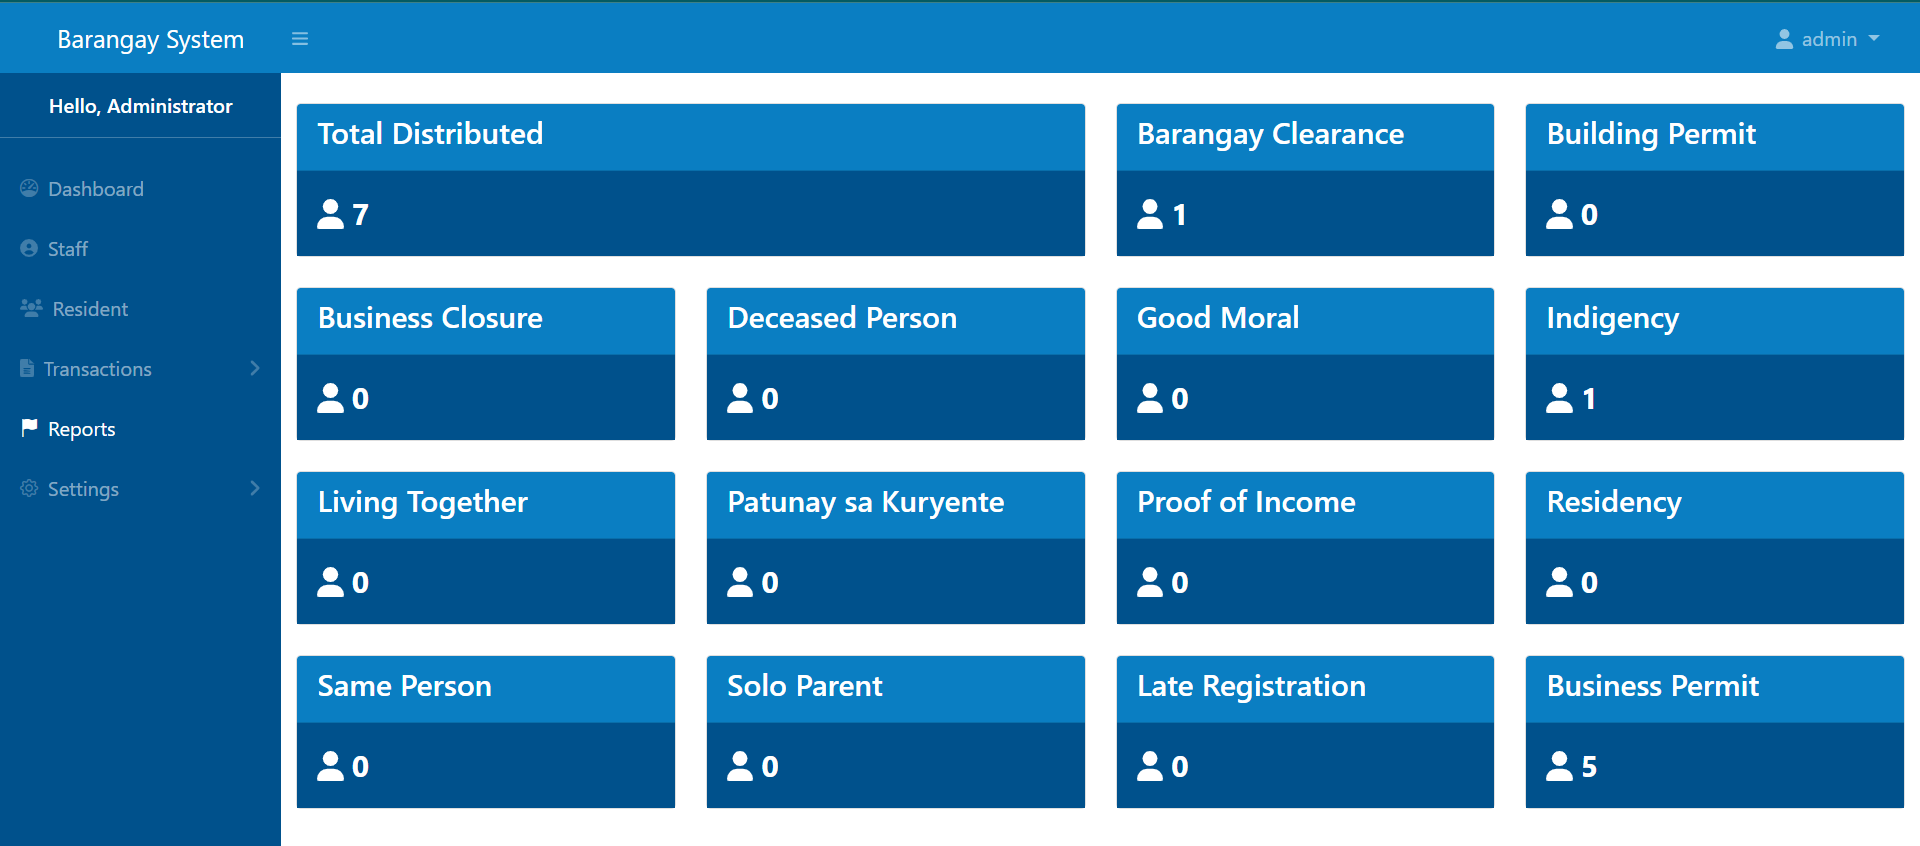 Barangay System
admin
Hello, Administrator
Dashboard
Staff
Resident
Transactions
Reports
Settings
Total Distributed
7
Barangay Clearance
1
Building Permit
0
Business Closure
0
Deceased Person
0
Good Moral
0
Indigency
1
Living Together
0
Patunay sa Kuryente
0
Proof of Income
0
Residency
0
Same Person
0
Solo Parent
0
Late Registration
0
Business Permit
5